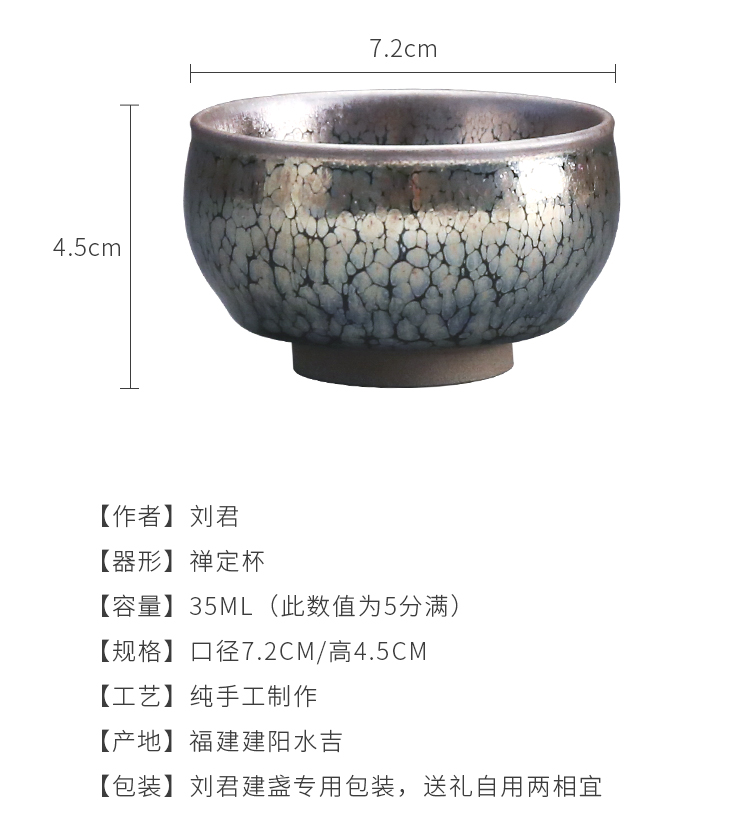 7.2cm
4.5cm
【作者】刘君
【器形】禅定杯
【容量】35ML（此数值为5分满）
【规格】口径7.2CM/高4.5CM
【工艺】纯手工制作
【产地】福建建阳水吉
【包装】刘君建盏专用包装，送礼自用两相宜